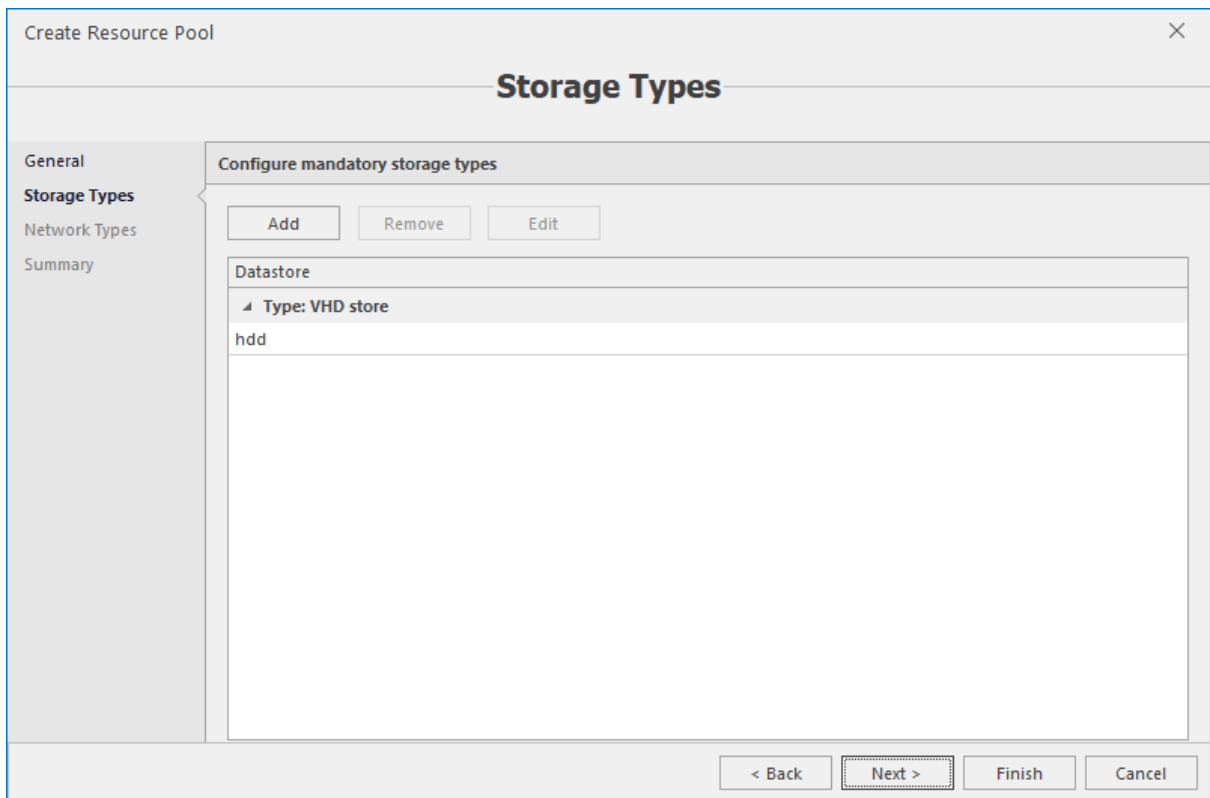 Create Resource Pool
Storage Types
General
Storage Types
Network Types
Summary
Configure mandatory storage types
Add Remove Edit
Datastore
Type: VHD store
hdd
< Back Next > Finish Cancel